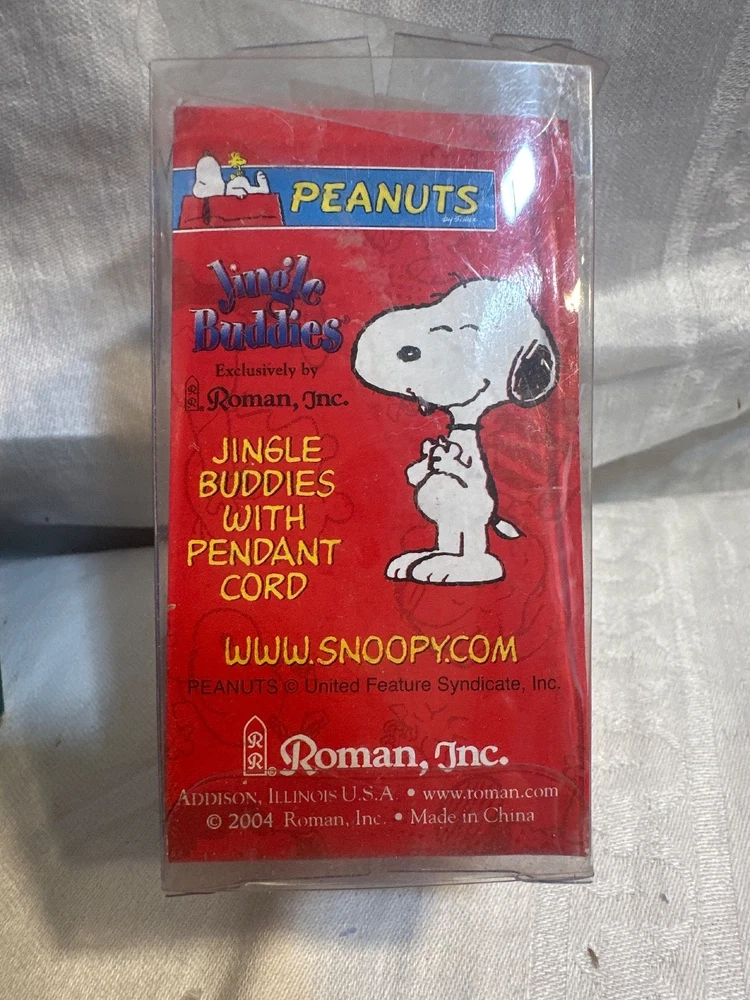 PEANUTS
Jingle
Buddies
Exclusively by
Roman, Inc.
JINGLE
BUDDIES
WITH
PENDANT
CORD
WWW.SNOOPY.COM
PEANUTS © United Feature Syndicate, Inc.
R
R ® Roman, Inc.
ADDISON, ILLINOIS U.S.A. • www.roman.com
© 2004 Roman, Inc. • Made in China